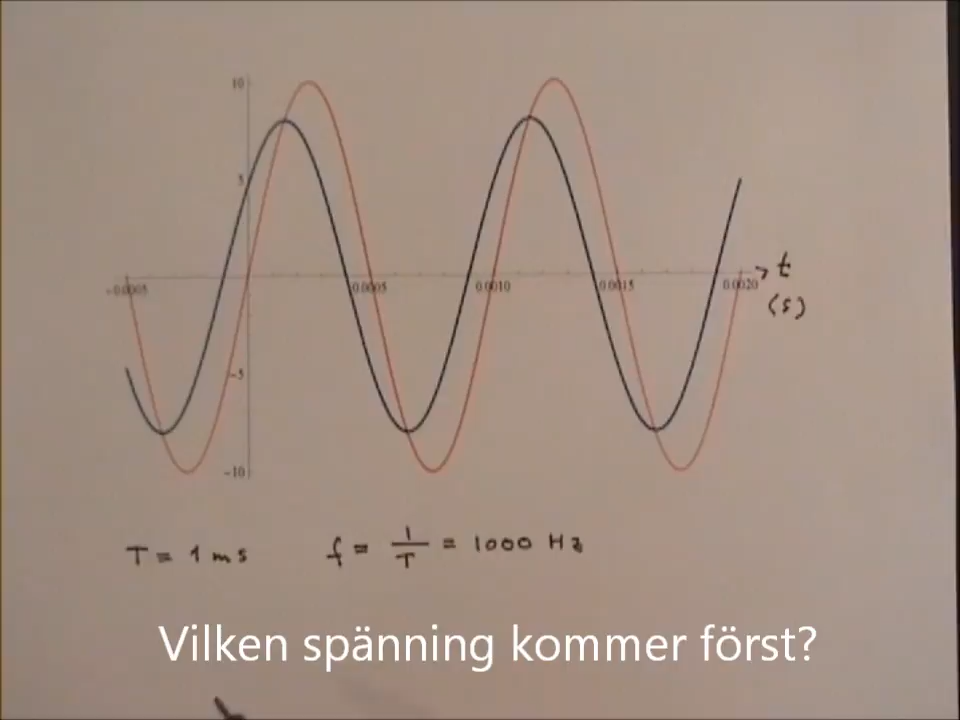 10
5
-0.0005 0.0005 0.0010 0.0015 0.0020 t
(s)
-5
-10
T = 1 ms f = 1/T = 1000 Hz
Vilken spänning kommer först?